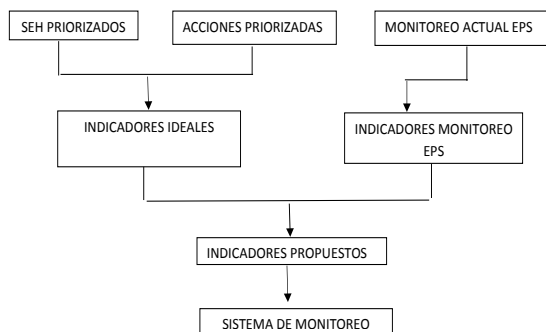 SEH PRIORIZADOS
ACCIONES PRIORIZADAS
MONITOREO ACTUAL EPS
INDICADORES IDEALES
INDICADORES MONITOREO
EPS
INDICADORES PROPUESTOS
SISTEMA DE MONITOREO